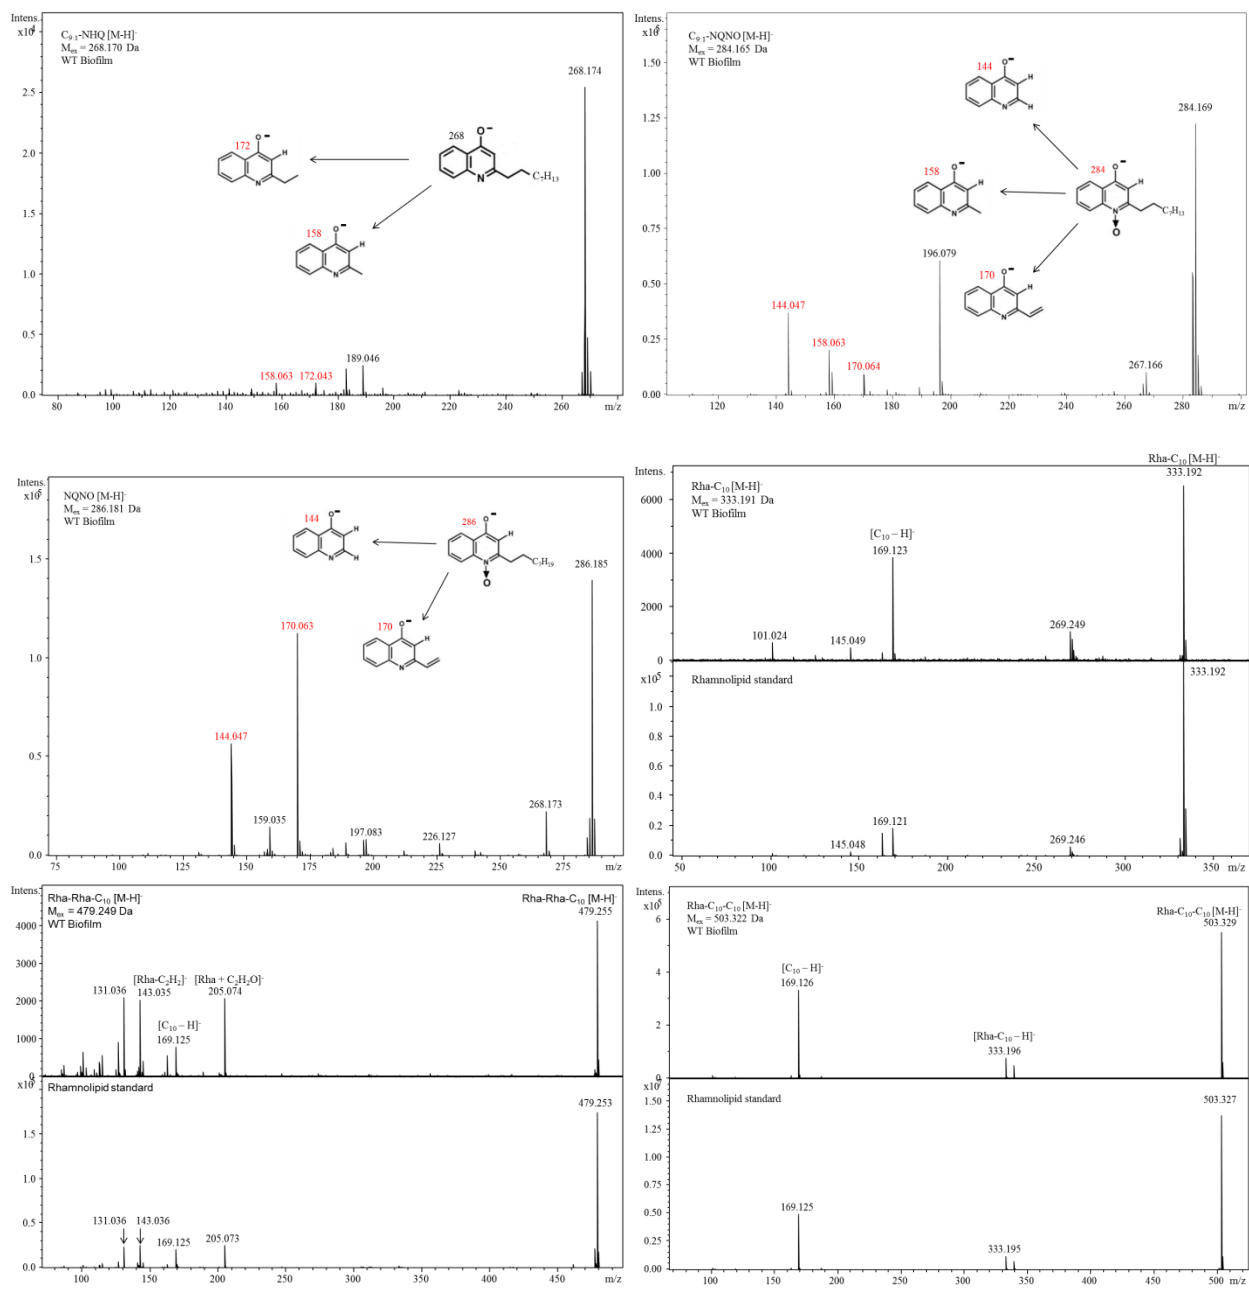 Intens.
x10⁴
C₉:₁-NHQ [M-H]⁻
Mₑₓ = 268.170 Da
WT Biofilm
268.174
2.5
2.0
1.5
1.0
0.5
0.0
172
O⁻
H
N
268
O⁻
N
C₇H₁₃
158
O⁻
H
N
158.063
172.043
189.046
80
100
120
140
160
180
200
220
240
260
m/z
Intens.
C₉:₁-NQNO [M-H]⁻
Mₑₓ = 284.165 Da
WT Biofilm
1.50
1.25
1.00
0.75
0.50
0.25
0.00
144
O⁻
H
H
N
158
O⁻
H
N
284
O⁻
H
N
O
C₇H₁₃
170
O⁻
H
N
284.169
196.079
144.047
158.063
170.064
267.166
120
140
160
180
200
220
240
260
280
m/z
Intens.
NQNO [M-H]⁻
Mₑₓ = 286.181 Da
WT Biofilm
1.5
1.0
0.5
0.0
144
O⁻
H
H
N
286
O⁻
H
N
O
C₇H₁₉
170
O⁻
H
N
286.185
170.063
144.047
159.035
197.083
226.127
268.173
75
100
125
150
175
200
225
250
275
m/z
Rha-C₁₀ [M-H]⁻
333.192
Intens.
Rha-C₁₀ [M-H]⁻
Mₑₓ = 333.191 Da
WT Biofilm
6000
4000
2000
0
[C₁₀ – H]⁻
169.123
101.024
145.049
269.249
x10⁵
Rhamnolipid standard
333.192
1.0
0.8
0.6
0.4
0.2
0.0
169.121
145.048
269.246
50
100
150
200
250
300
350
m/z
Intens.
Rha-Rha-C₁₀ [M-H]⁻
Mₑₓ = 479.249 Da
WT Biofilm
Rha-Rha-C₁₀ [M-H]⁻
479.255
4000
3000
2000
1000
0
[Rha-C₂H₂]⁻
[Rha + C₂H₂O]⁻
131.036
143.035
205.074
[C₁₀ – H]⁻
169.125
Rhamnolipid standard
479.253
1.5
1.0
0.5
0.0
131.036
143.036
169.125
205.073
100
150
200
250
300
350
400
450
m/z
Intens.
x10⁵
Rha-C₁₀-C₁₀ [M-H]⁻
Mₑₓ = 503.322 Da
WT Biofilm
Rha-C₁₀-C₁₀ [M-H]⁻
503.329
6
4
2
0
[C₁₀ – H]⁻
169.126
[Rha-C₁₀ – H]⁻
333.196
Rhamnolipid standard
503.327
1.50
1.25
1.00
0.75
0.50
0.25
0.00
169.125
333.195
100
150
200
250
300
350
400
450
500
m/z